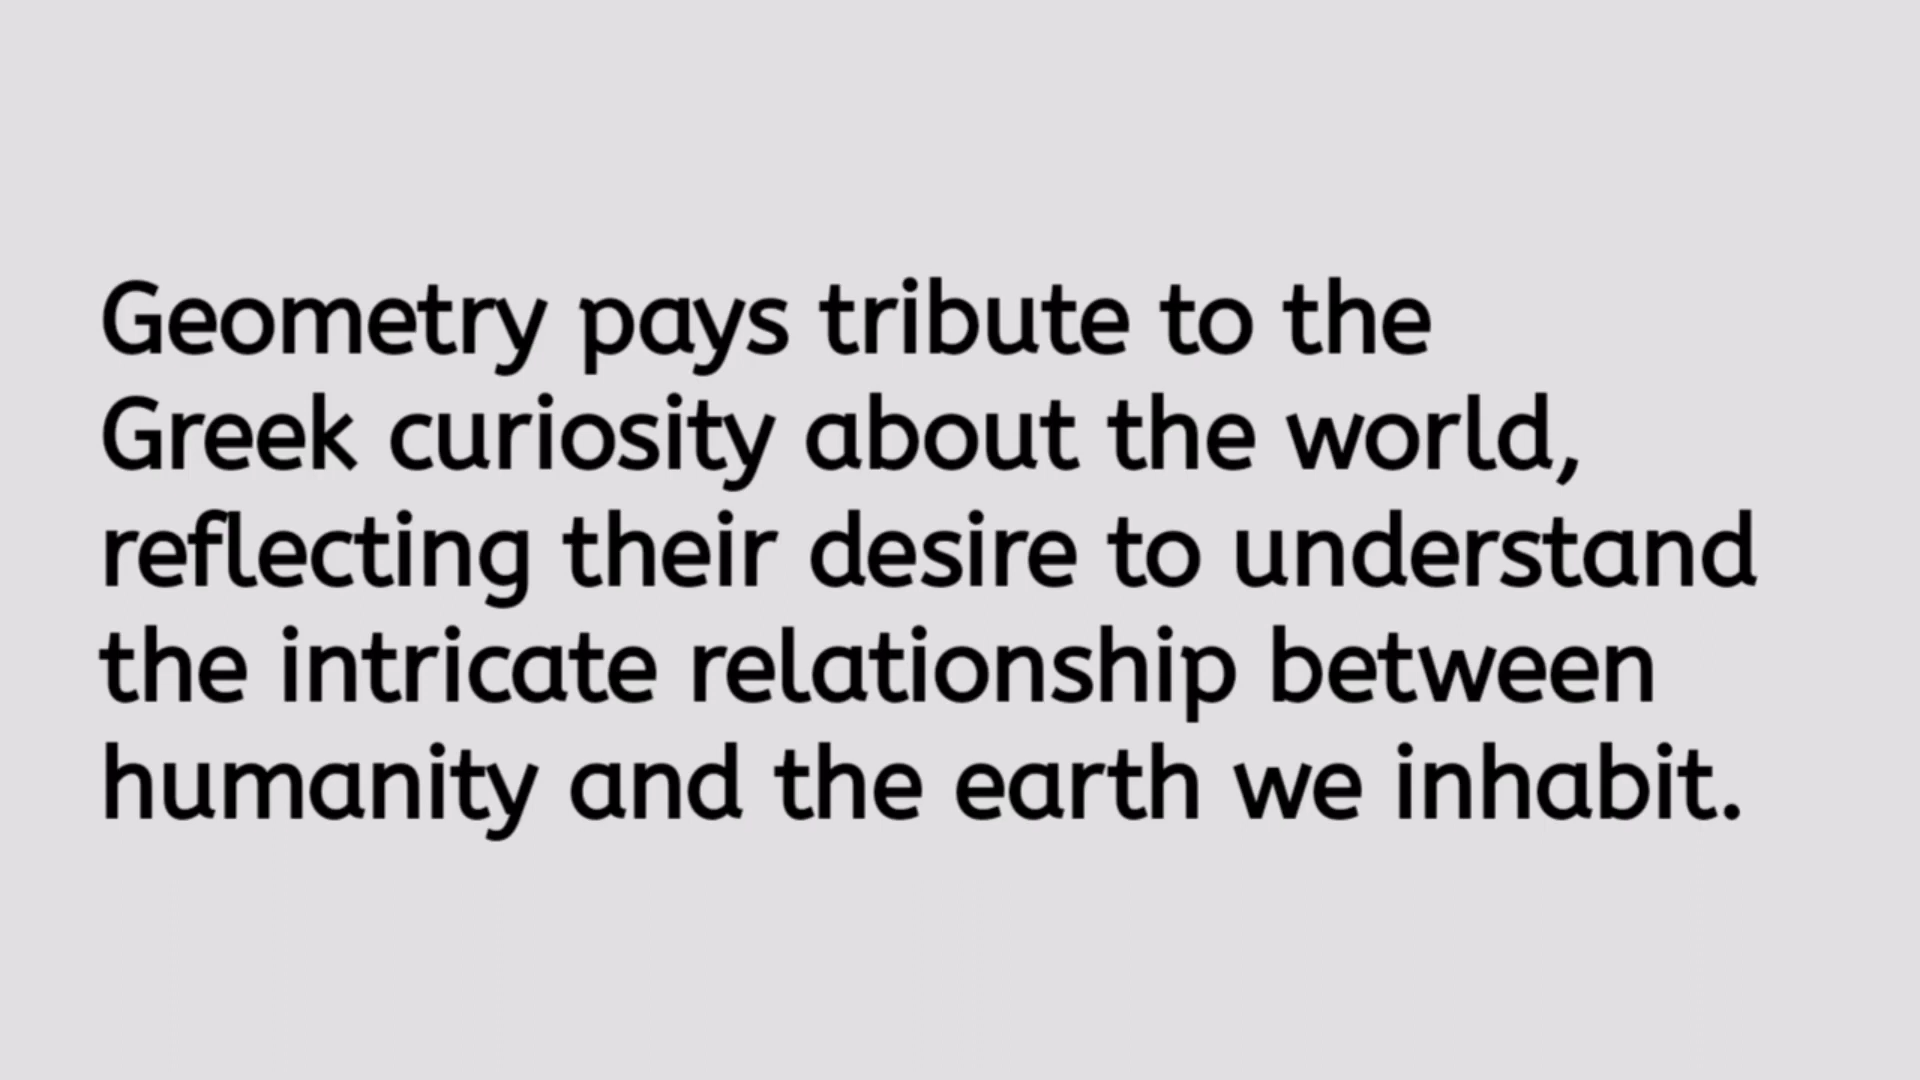 Geometry pays tribute to the
Greek curiosity about the world,
reflecting their desire to understand
the intricate relationship between
humanity and the earth we inhabit.